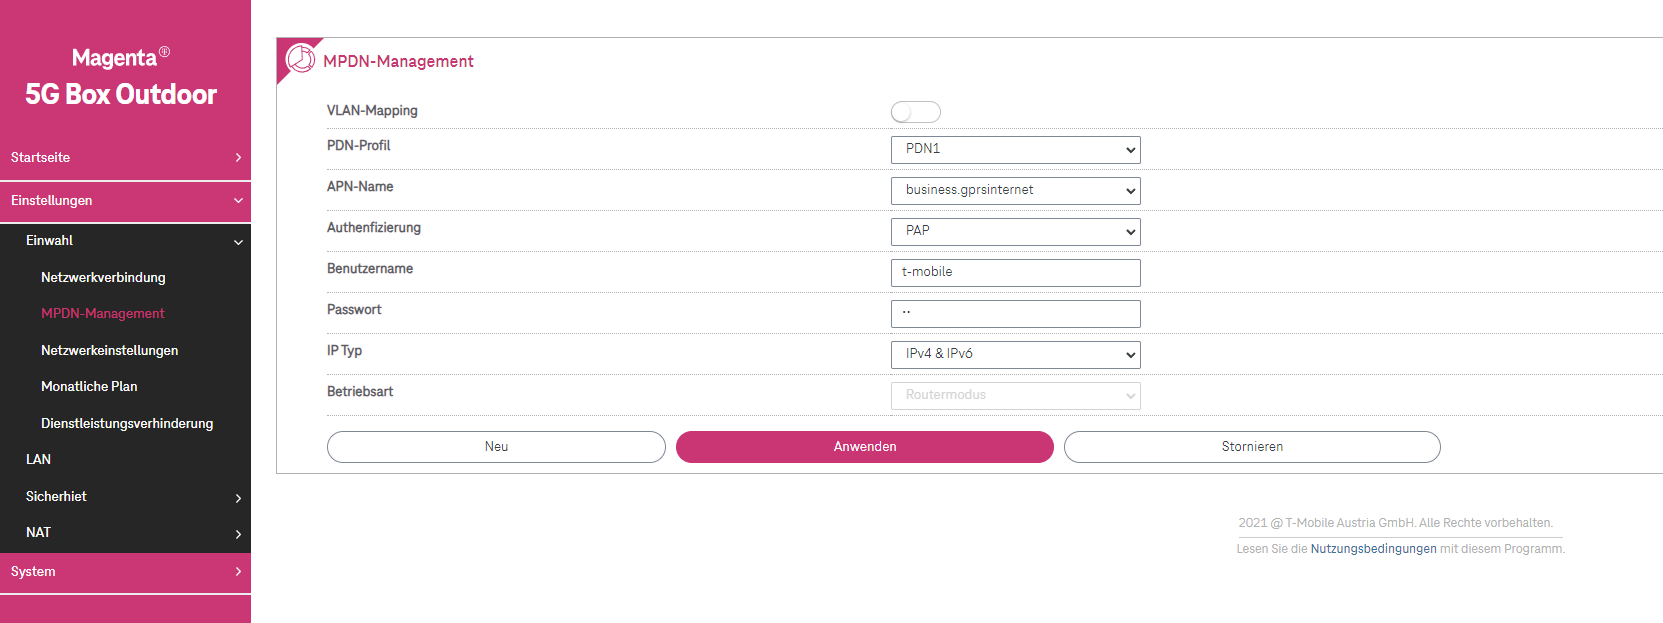 Magenta®
5G Box Outdoor
Startseite
Einstellungen
Einwahl
Netzwerkverbindung
MPDN-Management
Netzwerkeinstellungen
Monatliche Plan
Dienstleistungsverhinderung
LAN
Sicherhiet
NAT
System
MPDN-Management
VLAN-Mapping
PDN-Profil PDN1
APN-Name business.gprsinternet
Authenfizierung PAP
Benutzername t-mobile
Passwort ··
IP Typ IPv4 & IPv6
Betriebsart Routermodus
Neu Anwenden Stornieren
2021 @ T-Mobile Austria GmbH. Alle Rechte vorbehalten.
Lesen Sie die Nutzungsbedingungen mit diesem Programm.